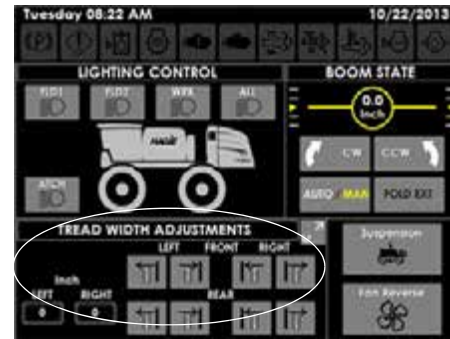 Tuesday 08:22 AM 10/22/2013
(P)
LIGHTING CONTROL
FLD1 FLD2 WRK ALL
HAGIE
ATCH
BOOM STATE
0.0
Inch
CW CCW
AUTO / MAN FOLD EXT
TREAD WIDTH ADJUSTMENTS
LEFT FRONT RIGHT
Inch
LEFT RIGHT REAR
0 0
Suspension
Fan Reverse